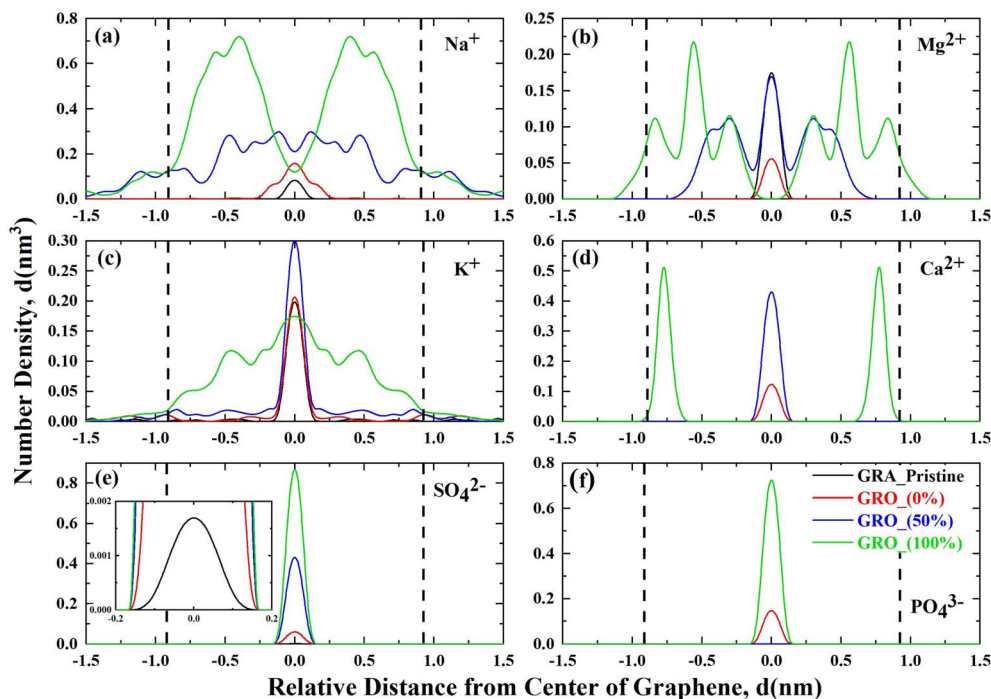 (a) Na+
0.8
0.6
0.4
0.2
0.0
-1.5 -1.0 -0.5 0.0 0.5 1.0 1.5
(b) Mg2+
0.25
0.20
0.15
0.10
0.05
0.00
-1.5 -1.0 -0.5 0.0 0.5 1.0 1.5
Number Density, d(nm3)
(c) K+
0.30
0.25
0.20
0.15
0.10
0.05
0.00
-1.5 -1.0 -0.5 0.0 0.5 1.0 1.5
(d) Ca2+
0.6
0.5
0.4
0.3
0.2
0.1
0.0
-1.5 -1.0 -0.5 0.0 0.5 1.0 1.5
(e) SO42-
0.8
0.6
0.4
0.2
0.0
0.002
0.001
0.000
-0.2 0.0 0.2
-1.5 -1.0 -0.5 0.0 0.5 1.0 1.5
(f)
GRA_Pristine
GRO_(0%)
GRO_(50%)
GRO_(100%)
PO43-
0.8
0.6
0.4
0.2
0.0
-1.5 -1.0 -0.5 0.0 0.5 1.0 1.5
Relative Distance from Center of Graphene, d(nm)